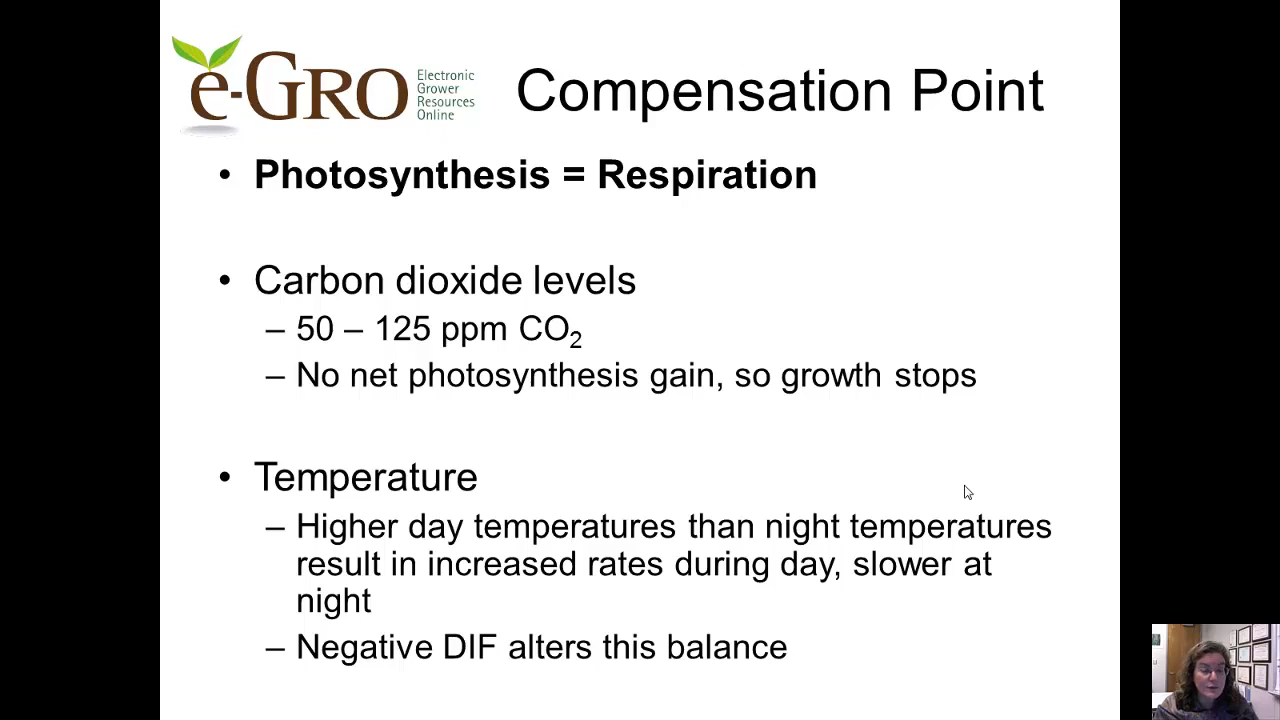 e-GRO
Electronic
Grower
Resources
Online
Compensation Point
• Photosynthesis = Respiration
• Carbon dioxide levels
– 50 – 125 ppm CO₂
– No net photosynthesis gain, so growth stops
• Temperature
– Higher day temperatures than night temperatures
result in increased rates during day, slower at
night
– Negative DIF alters this balance